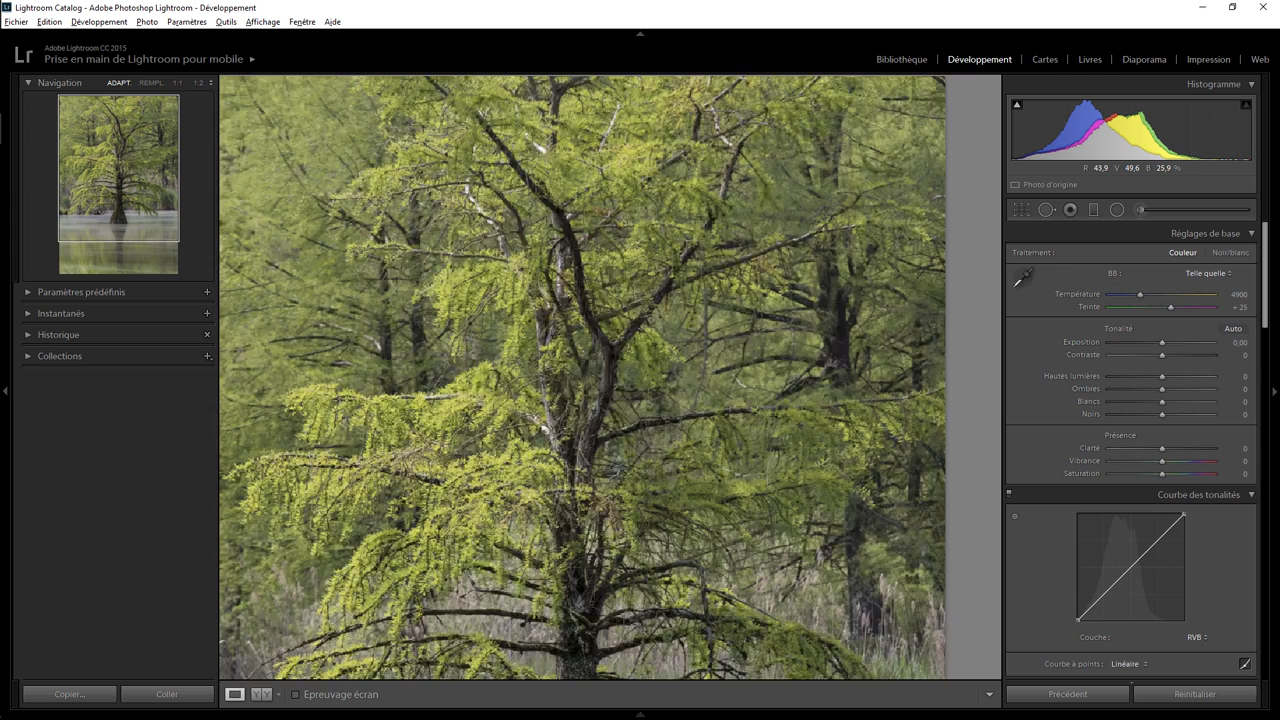 Lightroom Catalog - Adobe Photoshop Lightroom - Développement
Fichier Edition Développement Photo Paramètres Outils Affichage Fenêtre Aide
Lr
Adobe Lightroom CC 2015
Prise en main de Lightroom pour mobile
Bibliothèque Développement Cartes Livres Diaporama Impression Web
Navigation ADAPT. REMPL. 1:1 1:2
Paramètres prédéfinis
Instantanés
Historique
Collections
Copier... Coller
Epreuvage écran
Histogramme
R 43,9 V 49,6 B 25,9 %
Photo d'origine
Réglages de base
Traitement : Couleur Noir/blanc
BB : Telle quelle
Température 4900
Teinte + 25
Tonalité Auto
Exposition 0,00
Contraste 0
Hautes lumières 0
Ombres 0
Blancs 0
Noirs 0
Présence
Clarté 0
Vibrance 0
Saturation 0
Courbe des tonalités
Couche : RVB
Courbe à points : Linéaire
Précédent Réinitialiser